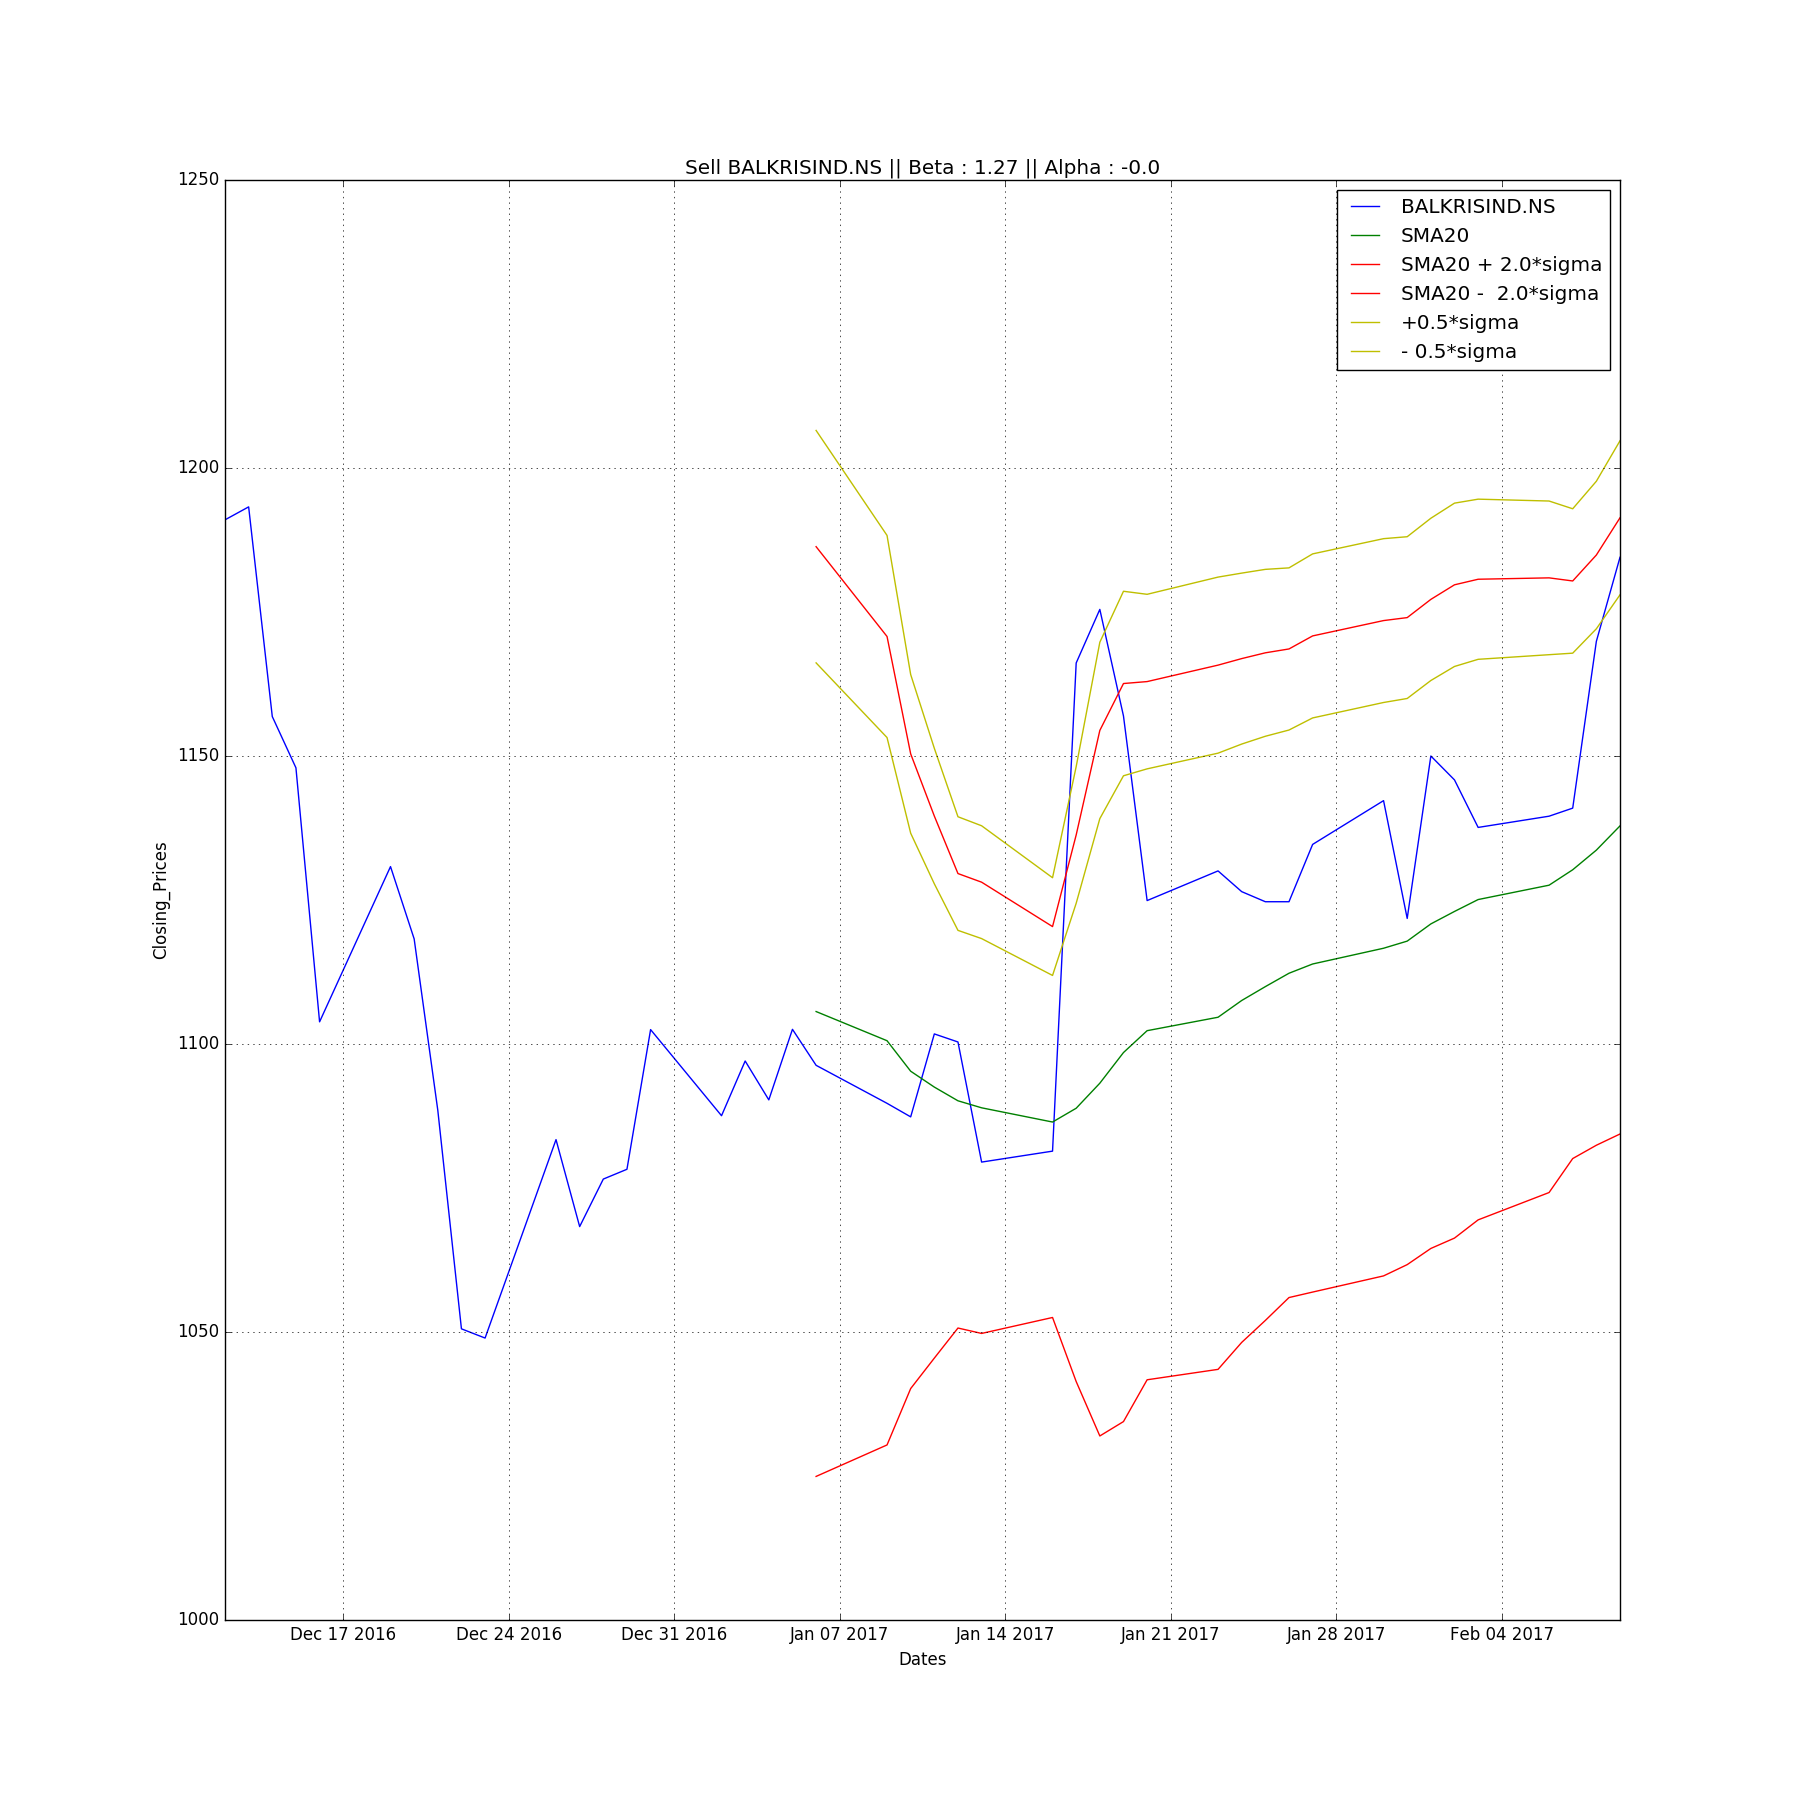 Sell BALKRISIND.NS || Beta : 1.27 || Alpha : -0.0
BALKRISIND.NS
SMA20
SMA20 + 2.0*sigma
SMA20 -  2.0*sigma
+0.5*sigma
- 0.5*sigma
1250
1200
1150
1100
1050
1000
Closing_Prices
Dec 17 2016
Dec 24 2016
Dec 31 2016
Jan 07 2017
Jan 14 2017
Jan 21 2017
Jan 28 2017
Feb 04 2017
Dates